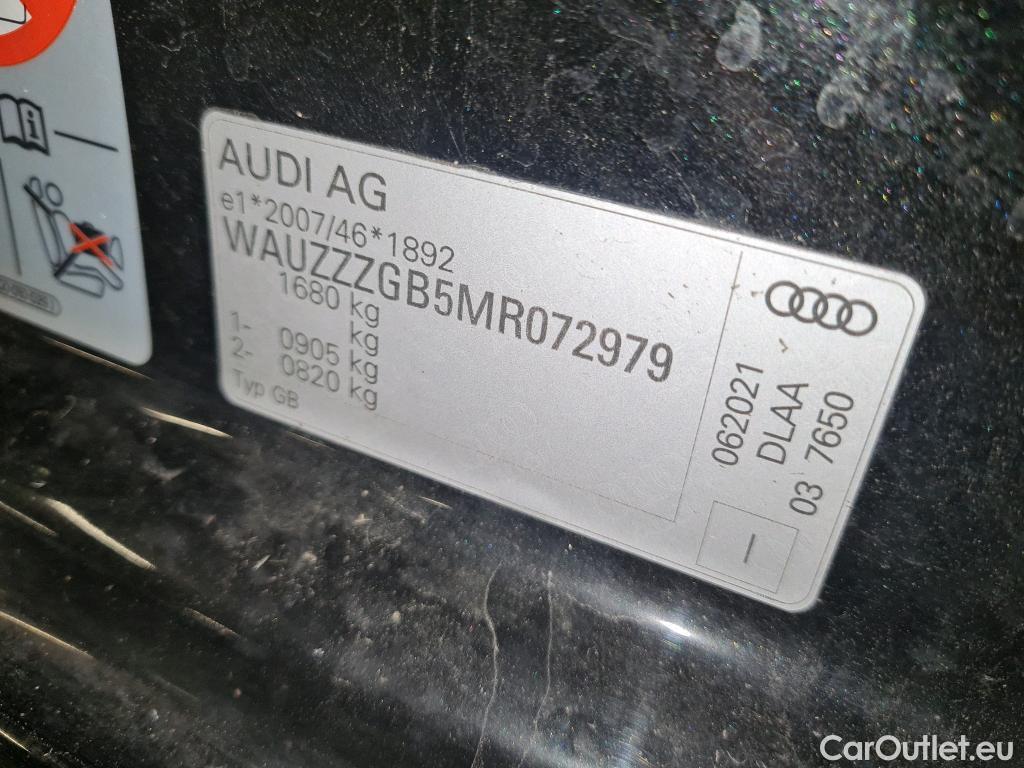 AUDI AG
e1*2007/46*1892
WAUZZZGB5MR072979
1680 kg
kg
1- 0905 kg
2- 0820 kg
Typ GB
062021
DLAA
03 7650
–
CarOutlet.eu